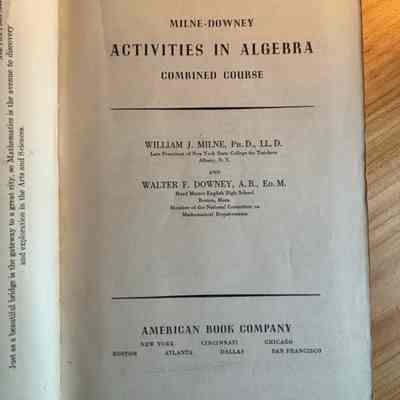 Just as a beautiful bridge is the gateway to a great city, so Mathematics is the avenue to discovery
and exploration in the Arts and Sciences.
MILNE-DOWNEY
ACTIVITIES IN ALGEBRA
COMBINED COURSE
WILLIAM J. MILNE, PH.D., LL.D.
Late President of New York State College for Teachers
Albany, N. Y.
AND
WALTER F. DOWNEY, A.B., ED.M.
Head Master English High School
Boston, Mass.
Member of the National Committee on
Mathematical Requirements
AMERICAN BOOK COMPANY
NEW YORK CINCINNATI CHICAGO
BOSTON ATLANTA DALLAS SAN FRANCISCO